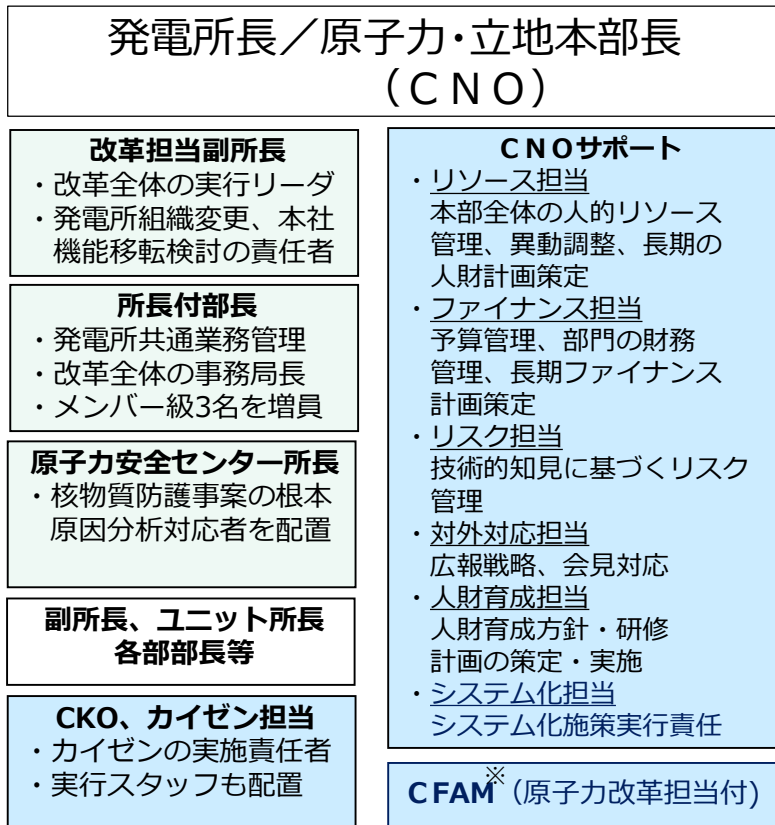 発電所長／原子力・立地本部長
（ＣＮＯ）
改革担当副所長
・改革全体の実行リーダ
・発電所組織変更、本社
機能移転検討の責任者
所長付部長
・発電所共通業務管理
・改革全体の事務局長
・メンバー級3名を増員
原子力安全センター所長
・核物質防護事案の根本
原因分析対応者を配置
副所長、ユニット所長
各部部長等
CKO、カイゼン担当
・カイゼンの実施責任者
・実行スタッフも配置
ＣＮＯサポート
・リソース担当
本部全体の人的リソース
管理、異動調整、長期の
人財計画策定
・ファイナンス担当
予算管理、部門の財務
管理、長期ファイナンス
計画策定
・リスク担当
技術的知見に基づくリスク
管理
・対外対応担当
広報戦略、会見対応
・人財育成担当
人財育成方針・研修
計画の策定・実施
・システム化担当
システム化施策実行責任
CFAM※（原子力改革担当付）